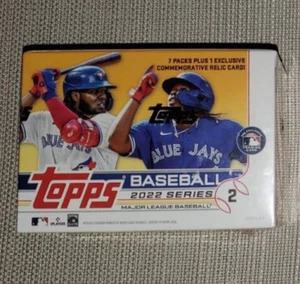 7 PACKS PLUS 1 EXCLUSIVE
COMMEMORATIVE RELIC CARD!
BLUE JAYS
BLUE JAYS
topps
BASEBALL
2022 SERIES 2
MAJOR LEAGUE BASEBALL